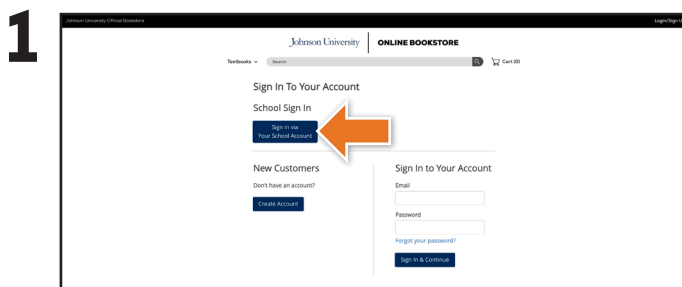 1
Johnson University Official Bookstore
Login/Sign U
Johnson University ONLINE BOOKSTORE
Textbooks Search Cart (0)
Sign In To Your Account
School Sign In
Sign In via
Your School Account
New Customers
Don't have an account?
Create Account
Sign In to Your Account
Email
Password
Forgot your password?
Sign In & Continue